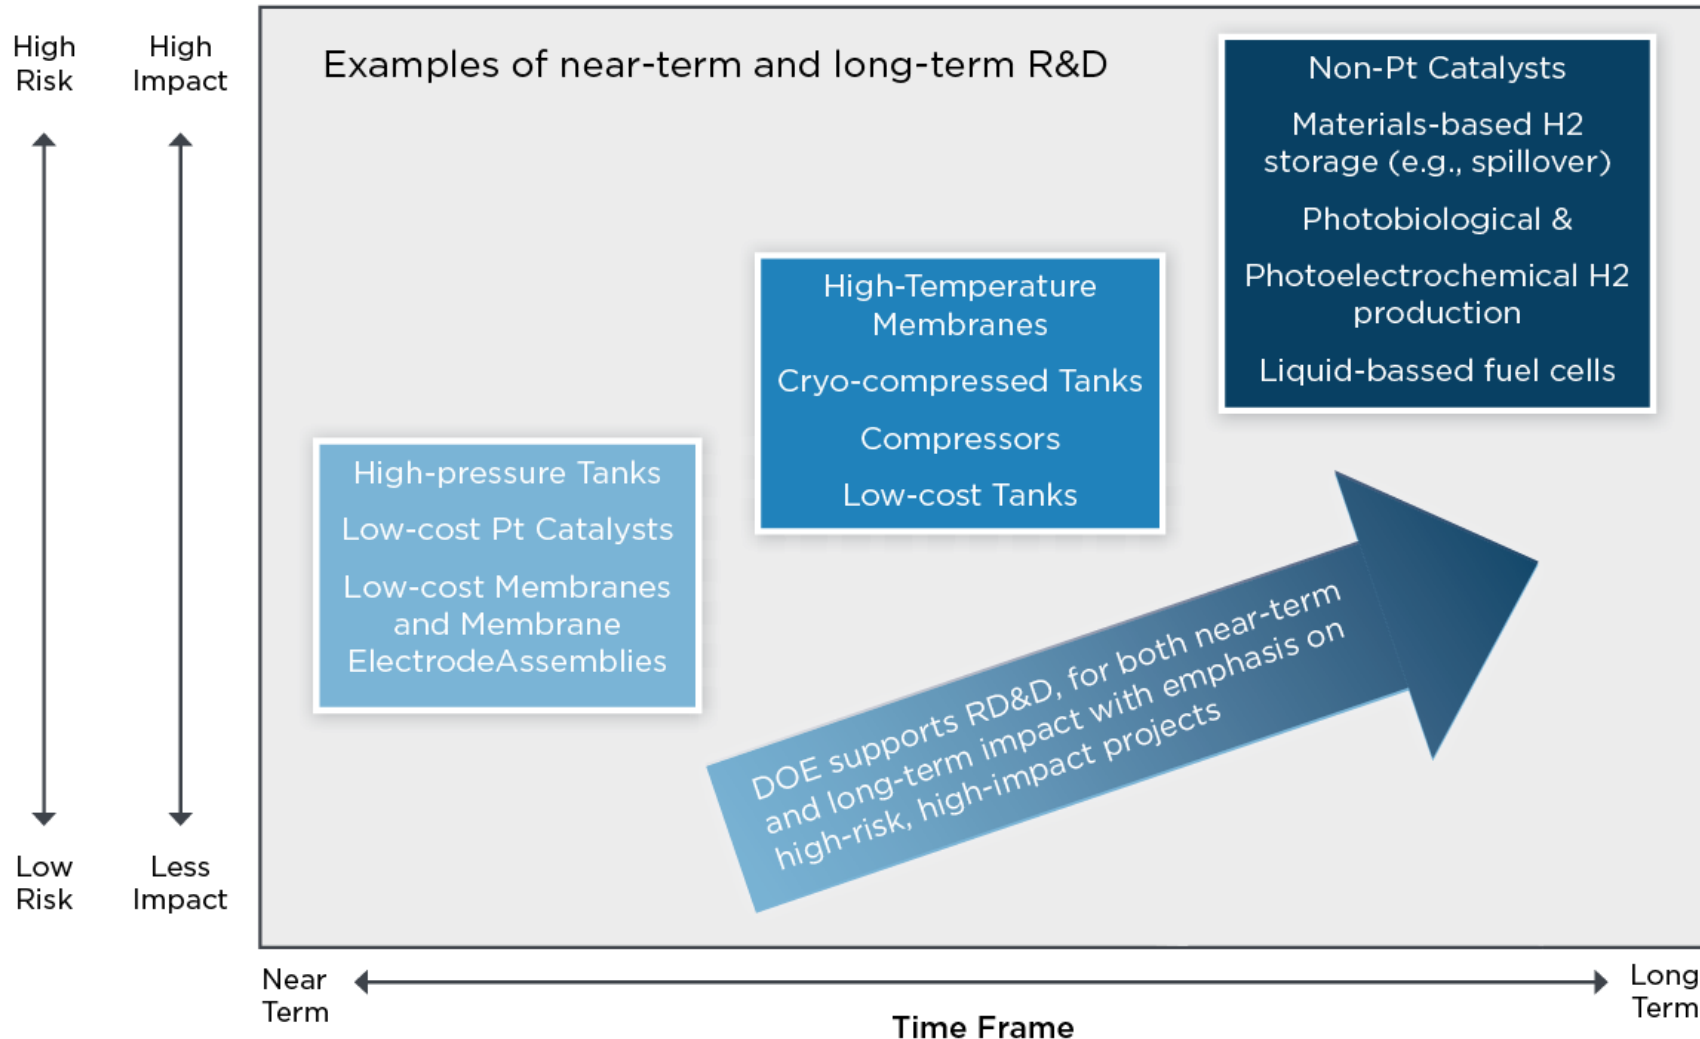 High
Risk
High
Impact
Low
Risk
Less
Impact
Examples of near-term and long-term R&D
High-pressure Tanks
Low-cost Pt Catalysts
Low-cost Membranes
and Membrane
ElectrodeAssemblies
High-Temperature
Membranes
Cryo-compressed Tanks
Compressors
Low-cost Tanks
Non-Pt Catalysts
Materials-based H2
storage (e.g., spillover)
Photobiological &
Photoelectrochemical H2
production
Liquid-bassed fuel cells
DOE supports RD&D, for both near-term
and long-term impact with emphasis on
high-risk, high-impact projects
Near
Term
Long
Term
Time Frame